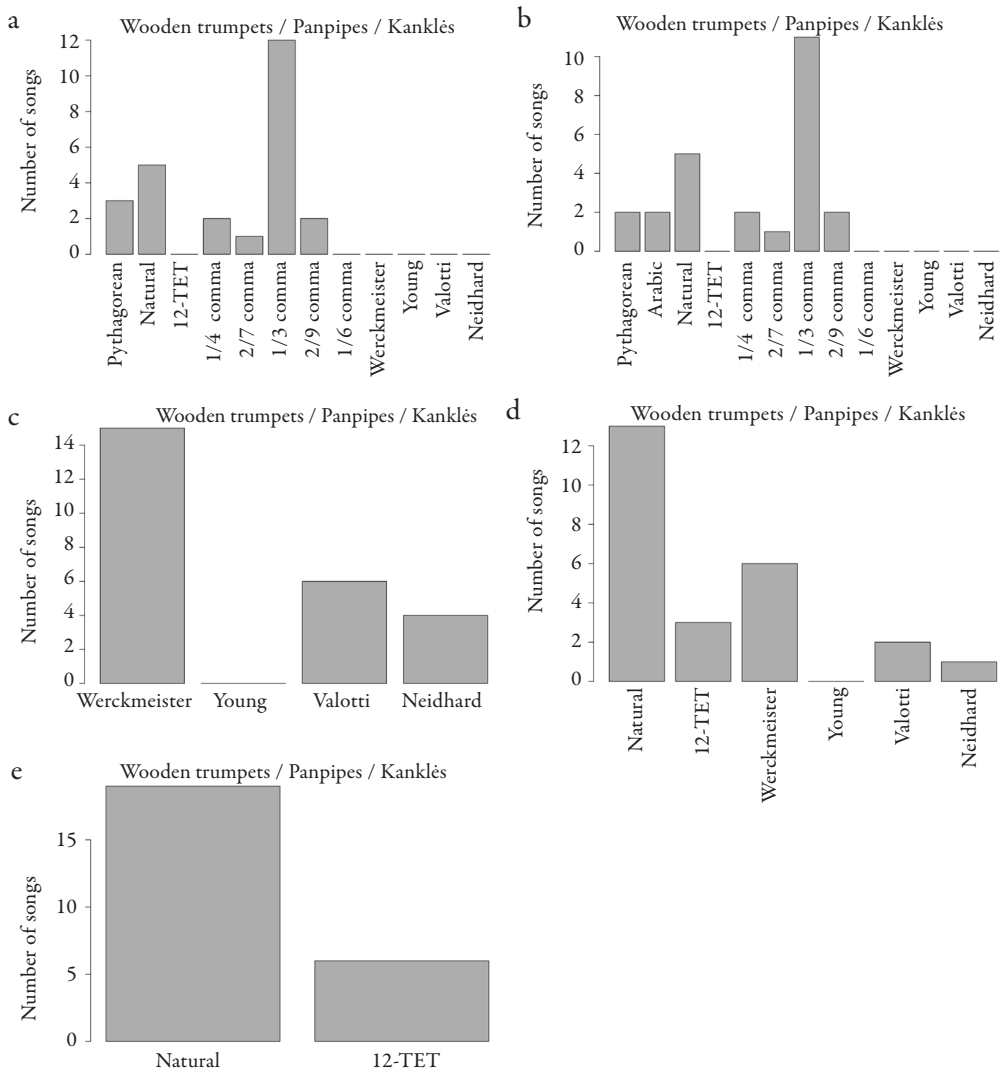 a
Wooden trumpets / Panpipes / Kanklės
Number of songs
12
10
8
6
4
2
0
Pythagorean
Natural
12-TET
1/4 comma
2/7 comma
1/3 comma
2/9 comma
1/6 comma
Werckmeister
Young
Valotti
Neidhard
b
Wooden trumpets / Panpipes / Kanklės
Number of songs
10
8
6
4
2
0
Pythagorean
Arabic
Natural
12-TET
1/4 comma
2/7 comma
1/3 comma
2/9 comma
1/6 comma
Werckmeister
Young
Valotti
Neidhard
c
Wooden trumpets / Panpipes / Kanklės
Number of songs
14
12
10
8
6
4
2
0
Werckmeister
Young
Valotti
Neidhard
d
Wooden trumpets / Panpipes / Kanklės
Number of songs
12
10
8
6
4
2
0
Natural
12-TET
Werckmeister
Young
Valotti
Neidhard
e
Wooden trumpets / Panpipes / Kanklės
Number of songs
15
10
5
0
Natural
12-TET